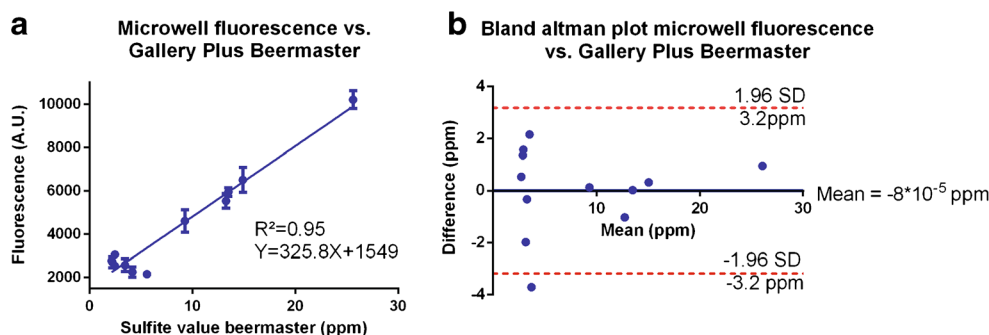 a
Microwell fluorescence vs.
Gallery Plus Beermaster
Fluorescence (A.U.)
10000
8000
6000
4000
2000
R²=0.95
Y=325.8X+1549
0
10
20
30
Sulfite value beermaster (ppm)
b
Bland altman plot microwell fluorescence
vs. Gallery Plus Beermaster
Difference (ppm)
4
2
0
-2
-4
1.96 SD
3.2ppm
10
20
30
Mean (ppm)
Mean = -8*10⁻⁵ ppm
-1.96 SD
-3.2 ppm